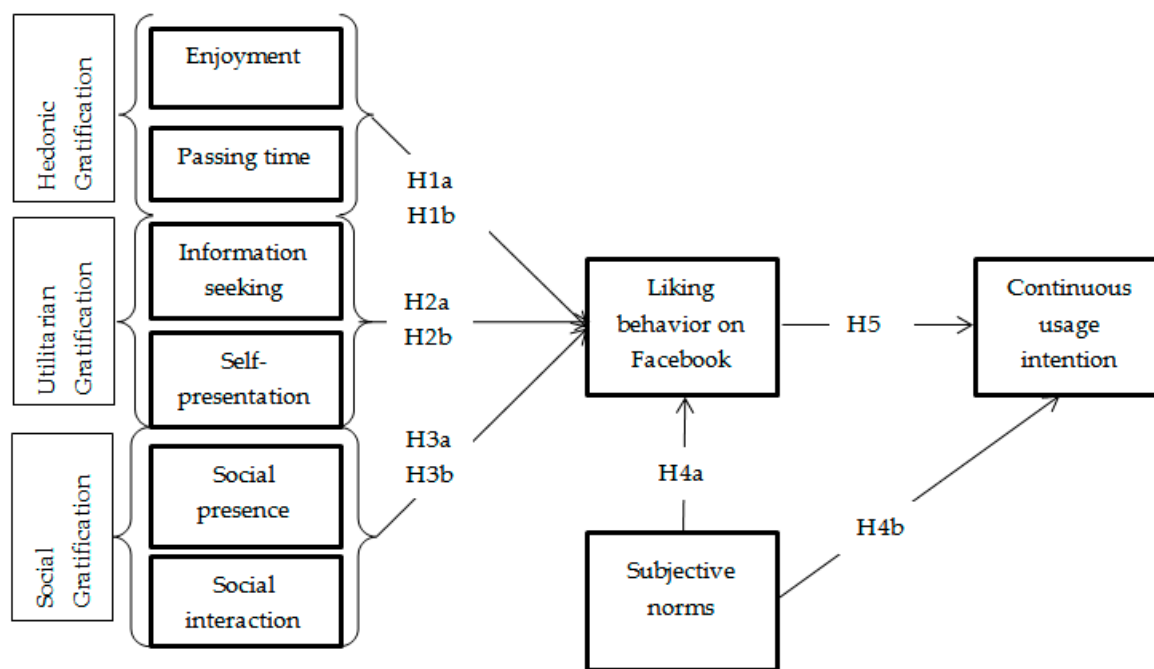 Hedonic
Gratification
Enjoyment
Passing time
H1a
H1b
Utilitarian
Gratification
Information
seeking
Self-
presentation
H2a
H2b
Social
Gratification
Social
presence
Social
interaction
H3a
H3b
Liking
behavior on
Facebook
H5
Continuous
usage
intention
H4a
H4b
Subjective
norms